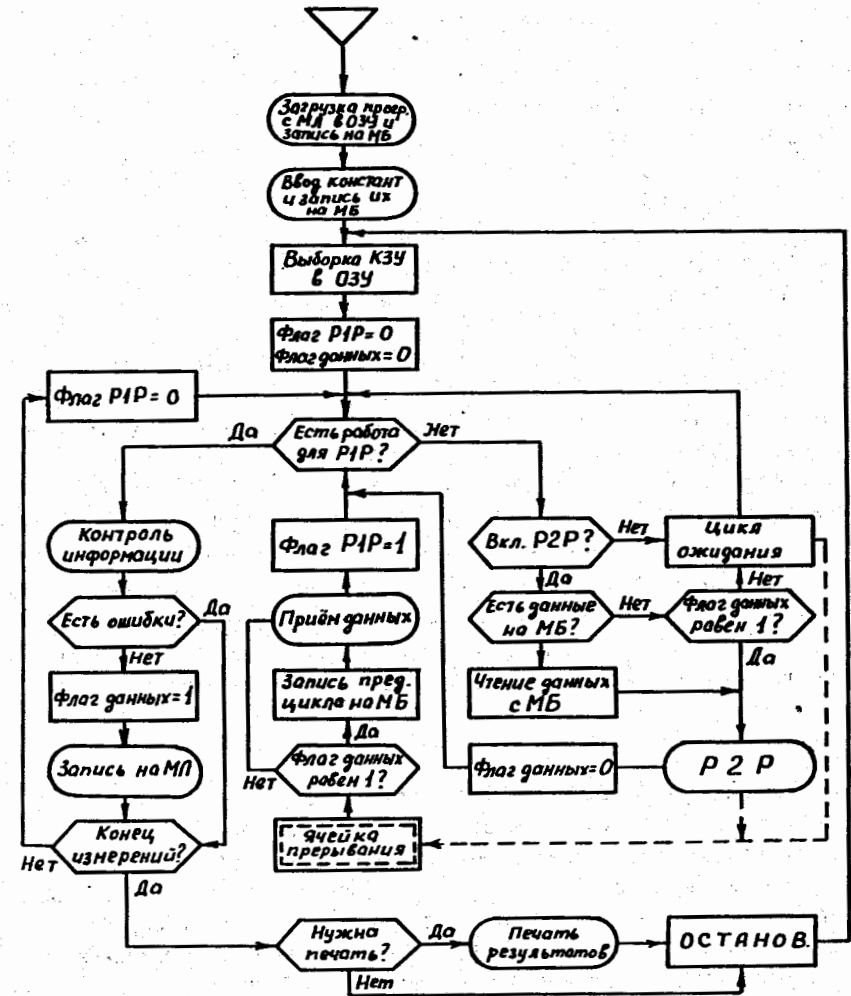 Загрузка прогр.
с МЛ в ОЗУ и
запись на МБ
Ввод констант
и запись их
на МБ
Выборка КЗУ
в ОЗУ
Флаг Р1Р=0
Флаг данных=0
Флаг Р1Р=0
Да
Есть работа
для Р1Р?
Нет
Контроль
информации
Флаг Р1Р=1
Вкл. Р2Р?
Нет
Цикл
ожидания
Да
Нет
Есть ошибки?
Да
Приём данных
Есть данные
на МБ?
Нет
Флаг данных
равен 1?
Нет
Да
Флаг данных=1
Запись пред.
цикла на МБ
Чтение данных
с МБ
Да
Запись на МЛ
Нет
Флаг данных
равен 1?
Флаг данных=0
Р2Р
Конец
измерений?
Нет
Ячейка
прерывания
Да
Нужна
печать?
Да
Печать
результатов
ОСТАНОВ.
Нет